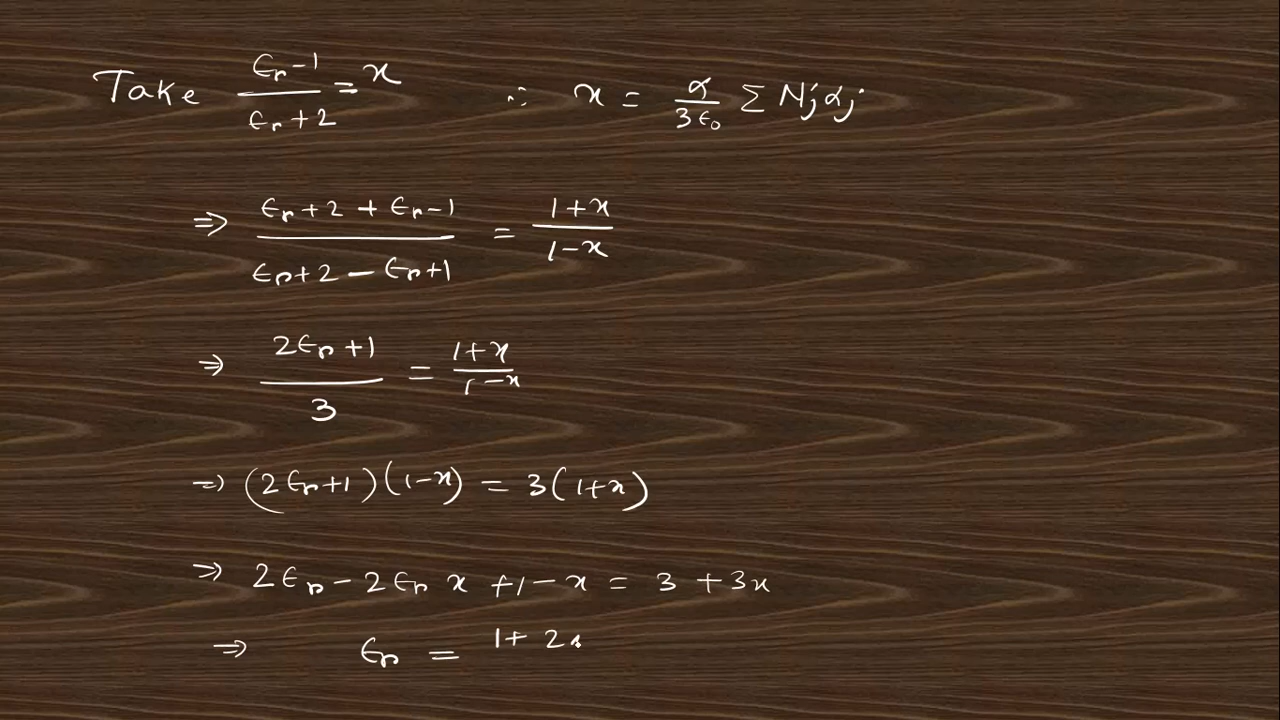 Take (ϵr-1)/(ϵr+2) = x ∴ x = α/(3ϵ₀) Σ Njαj
⇒ (ϵr+2 + ϵr-1)/(ϵr+2 - ϵr+1) = (1+x)/(1-x)
⇒ (2ϵr+1)/3 = (1+x)/(1-x)
⇒ (2ϵr+1)(1-x) = 3(1+x)
⇒ 2ϵr - 2ϵr x + 1 - x = 3 + 3x
⇒ ϵr = 1+2